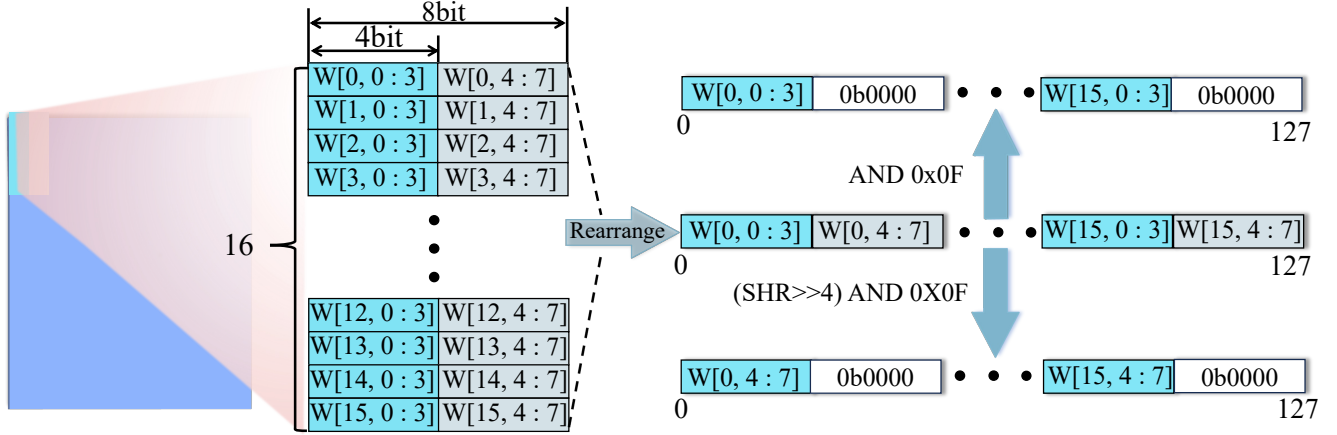 8bit
4bit
W[0, 0 : 3] W[0, 4 : 7]
W[1, 0 : 3] W[1, 4 : 7]
W[2, 0 : 3] W[2, 4 : 7]
W[3, 0 : 3] W[3, 4 : 7]
16
W[12, 0 : 3] W[12, 4 : 7]
W[13, 0 : 3] W[13, 4 : 7]
W[14, 0 : 3] W[14, 4 : 7]
W[15, 0 : 3] W[15, 4 : 7]
Rearrange
W[0, 0 : 3] 0b0000 • • • W[15, 0 : 3] 0b0000
0 127
AND 0x0F
W[0, 0 : 3] W[0, 4 : 7] • • • W[15, 0 : 3] W[15, 4 : 7]
0 127
(SHR>>4) AND 0X0F
W[0, 4 : 7] 0b0000 • • • W[15, 4 : 7] 0b0000
0 127